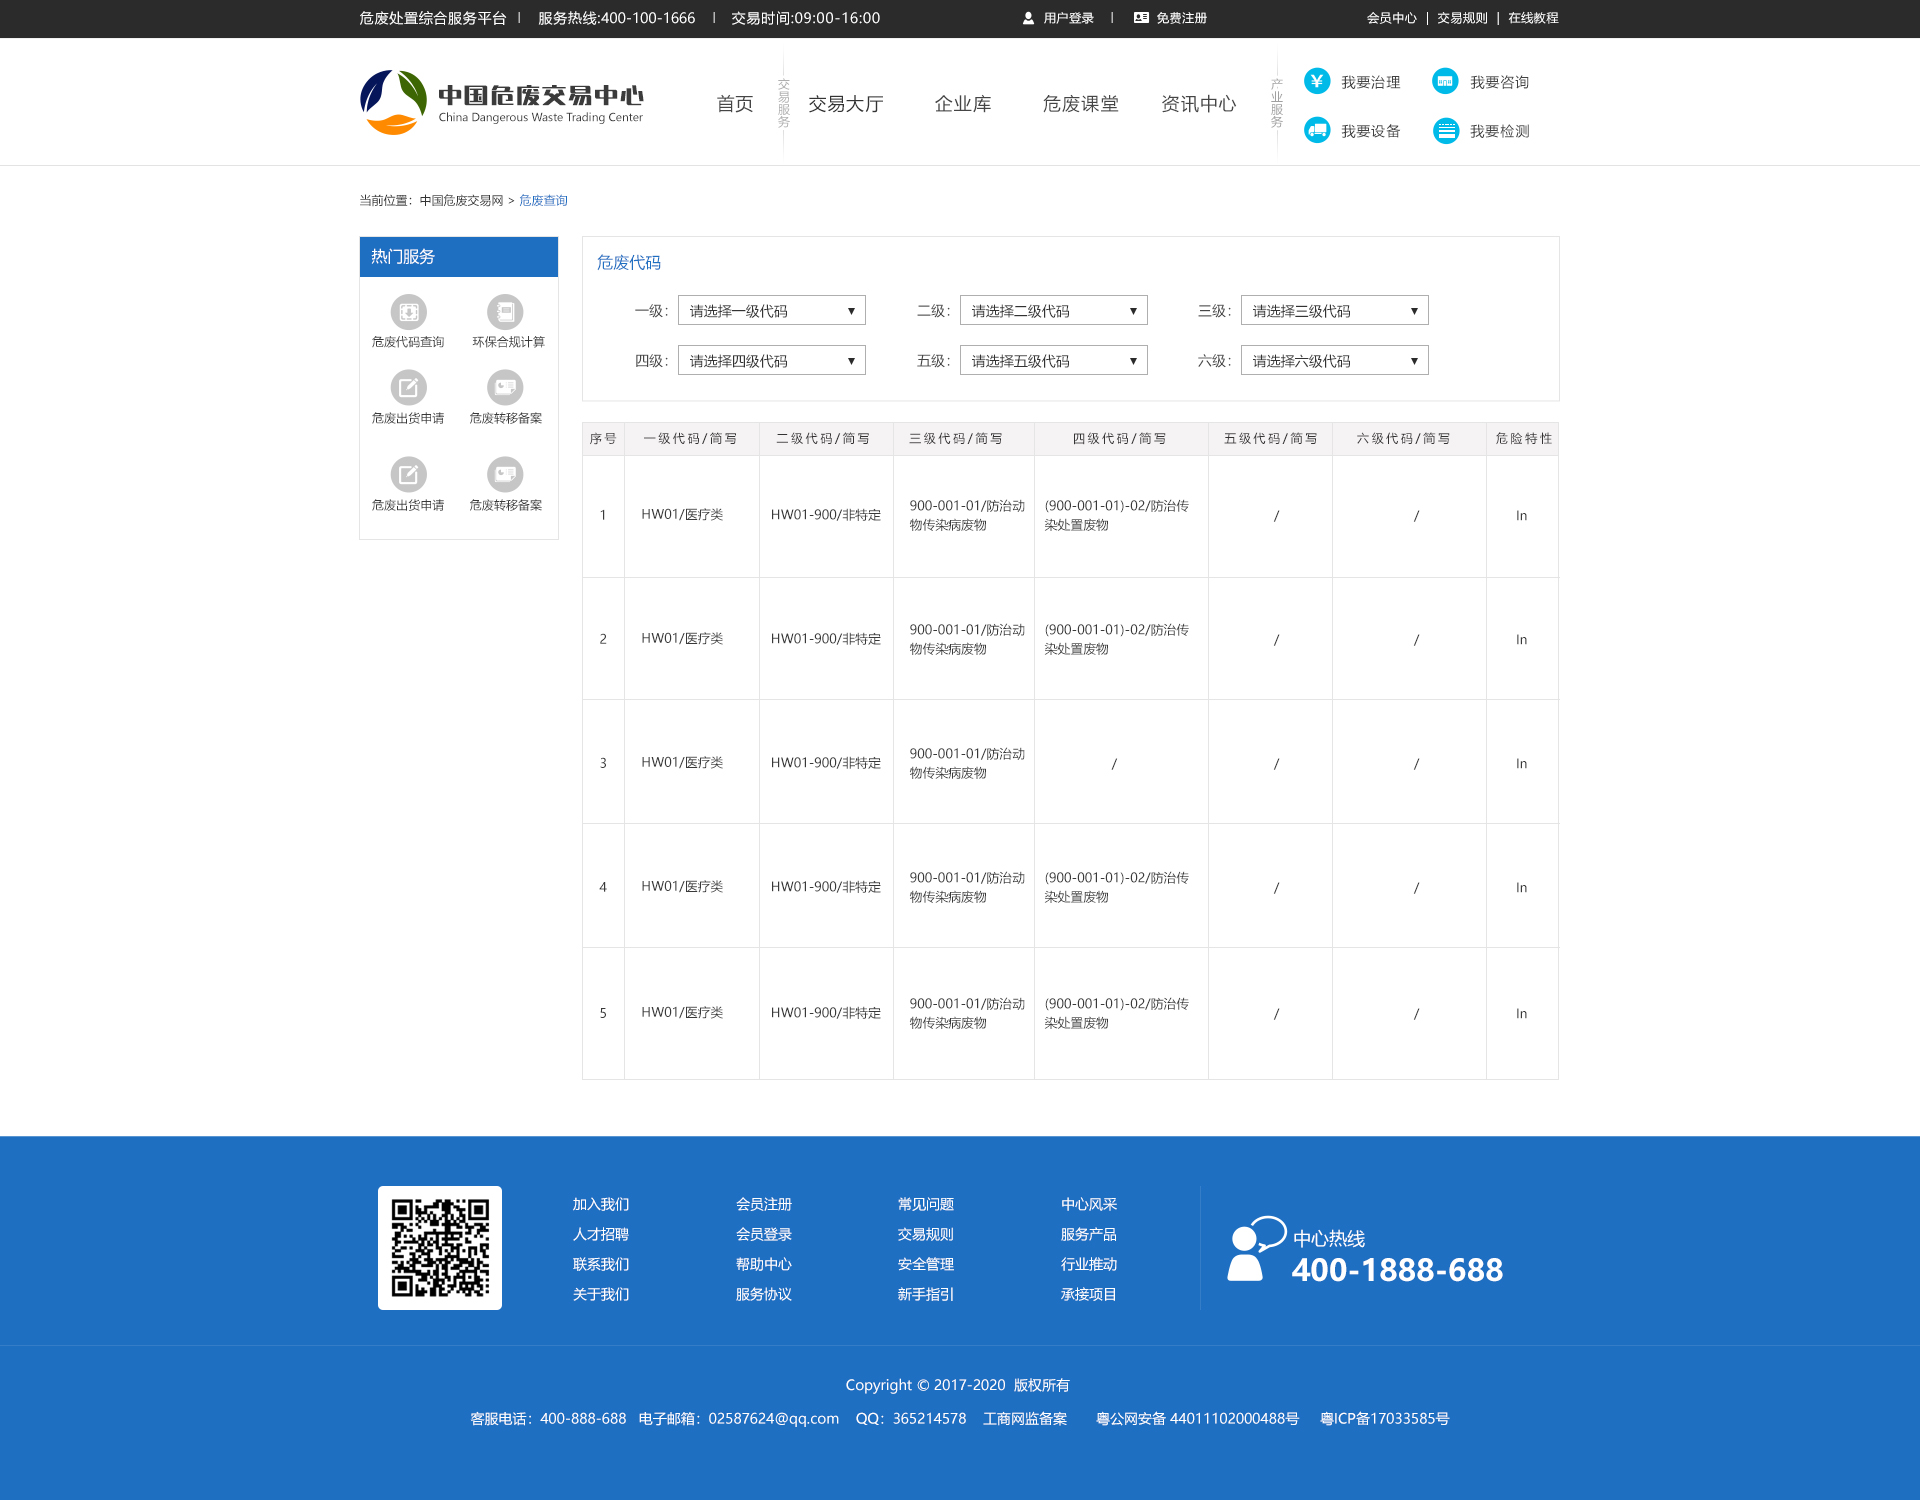 危废处置综合服务平台 | 服务热线:400-100-1666 | 交易时间:09:00-16:00 用户登录 | 免费注册 会员中心 | 交易规则 | 在线教程
中国危废交易中心
China Dangerous Waste Trading Center
首页 交易服务 交易大厅 企业库 危废课堂 资讯中心 产业服务
我要治理 我要咨询
我要设备 我要检测
当前位置：中国危废交易网 > 危废查询
热门服务
危废代码查询 环保合规计算
危废出货申请 危废转移备案
危废出货申请 危废转移备案
危废代码
一级： 请选择一级代码 ▼ 二级： 请选择二级代码 ▼ 三级： 请选择三级代码 ▼
四级： 请选择四级代码 ▼ 五级： 请选择五级代码 ▼ 六级： 请选择六级代码 ▼
序号 一级代码/简写 二级代码/简写 三级代码/简写 四级代码/简写 五级代码/简写 六级代码/简写 危险特性
1 HW01/医疗类 HW01-900/非特定 900-001-01/防治动物传染病废物 (900-001-01)-02/防治传染处置废物 / / In
2 HW01/医疗类 HW01-900/非特定 900-001-01/防治动物传染病废物 (900-001-01)-02/防治传染处置废物 / / In
3 HW01/医疗类 HW01-900/非特定 900-001-01/防治动物传染病废物 / / / In
4 HW01/医疗类 HW01-900/非特定 900-001-01/防治动物传染病废物 (900-001-01)-02/防治传染处置废物 / / In
5 HW01/医疗类 HW01-900/非特定 900-001-01/防治动物传染病废物 (900-001-01)-02/防治传染处置废物 / / In
加入我们 会员注册 常见问题 中心风采
人才招聘 会员登录 交易规则 服务产品
联系我们 帮助中心 安全管理 行业推动
关于我们 服务协议 新手指引 承接项目
中心热线
400-1888-688
Copyright © 2017-2020 版权所有
客服电话：400-888-688 电子邮箱：02587624@qq.com QQ：365214578 工商网监备案 粤公网安备 44011102000488号 粤ICP备17033585号